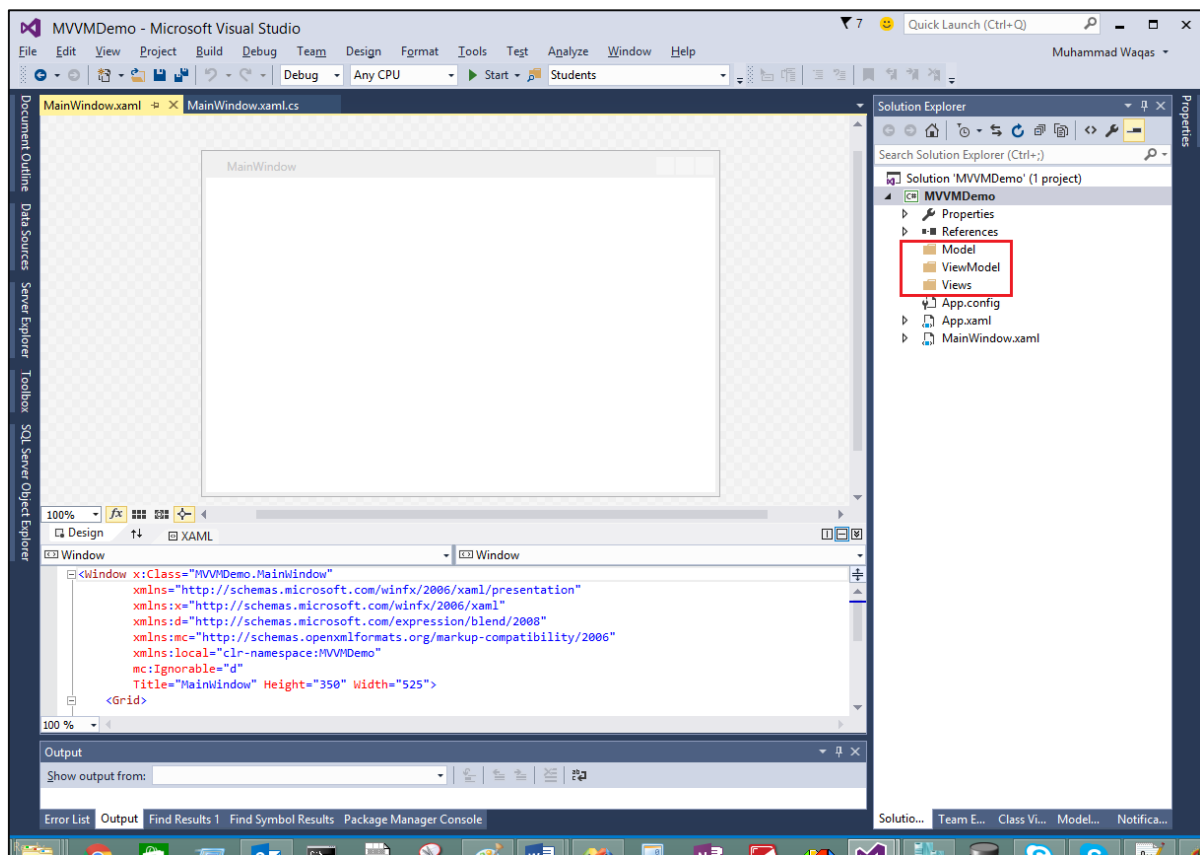 MVVMDemo - Microsoft Visual Studio
7
Quick Launch (Ctrl+Q)
File Edit View Project Build Debug Team Design Format Tools Test Analyze Window Help
Muhammad Waqas
Debug Any CPU Start Students
Document Outline
Data Sources
Server Explorer
Toolbox
SQL Server Object Explorer
MainWindow.xaml MainWindow.xaml.cs
MainWindow
100% fx
Design XAML
Window Window
<Window x:Class="MVVMDemo.MainWindow"
xmlns="http://schemas.microsoft.com/winfx/2006/xaml/presentation"
xmlns:x="http://schemas.microsoft.com/winfx/2006/xaml"
xmlns:d="http://schemas.microsoft.com/expression/blend/2008"
xmlns:mc="http://schemas.openxmlformats.org/markup-compatibility/2006"
xmlns:local="clr-namespace:MVVMDemo"
mc:Ignorable="d"
Title="MainWindow" Height="350" Width="525">
<Grid>
100 %
Output
Show output from:
Error List Output Find Results 1 Find Symbol Results Package Manager Console
Solution Explorer
Search Solution Explorer (Ctrl+;)
Solution 'MVVMDemo' (1 project)
C# MVVMDemo
Properties
References
Model
ViewModel
Views
App.config
App.xaml
MainWindow.xaml
Solutio... Team E... Class Vi... Model... Notifica...
Properties